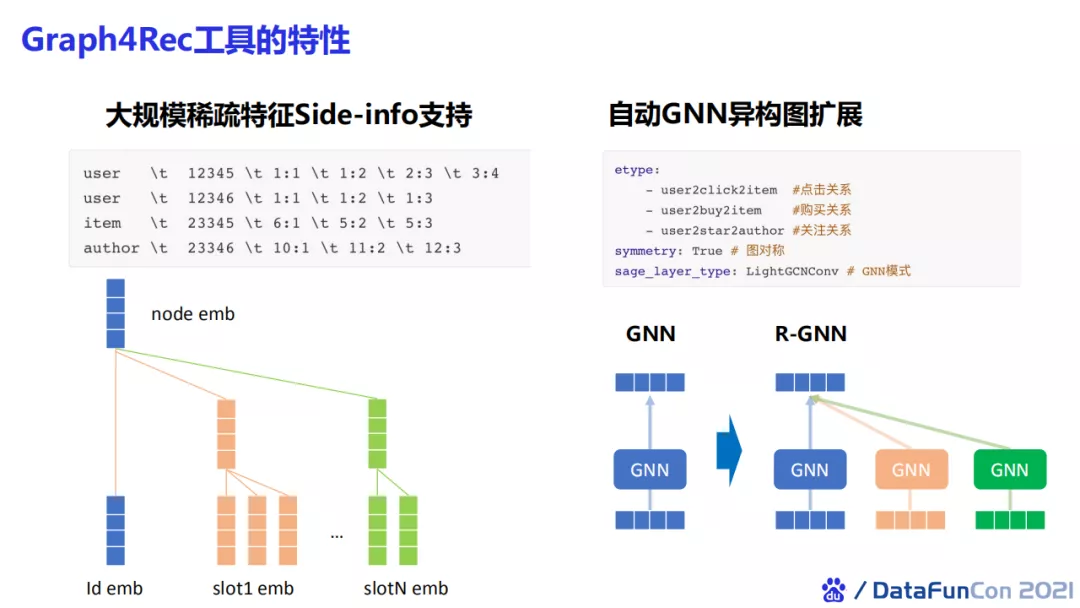 Graph4Rec工具的特性
大规模稀疏特征Side-info支持
user \t 12345 \t 1:1 \t 1:2 \t 2:3 \t 3:4
user \t 12346 \t 1:1 \t 1:2 \t 1:3
item \t 23345 \t 6:1 \t 5:2 \t 5:3
author \t 23346 \t 10:1 \t 11:2 \t 12:3
node emb
...
Id emb
slot1 emb
slotN emb
自动GNN异构图扩展
etype:
- user2click2item #点击关系
- user2buy2item #购买关系
- user2star2author #关注关系
symmetry: True # 图对称
sage_layer_type: LightGCNConv # GNN模式
GNN
R-GNN
GNN
GNN
GNN
GNN
du / DataFunCon 2021